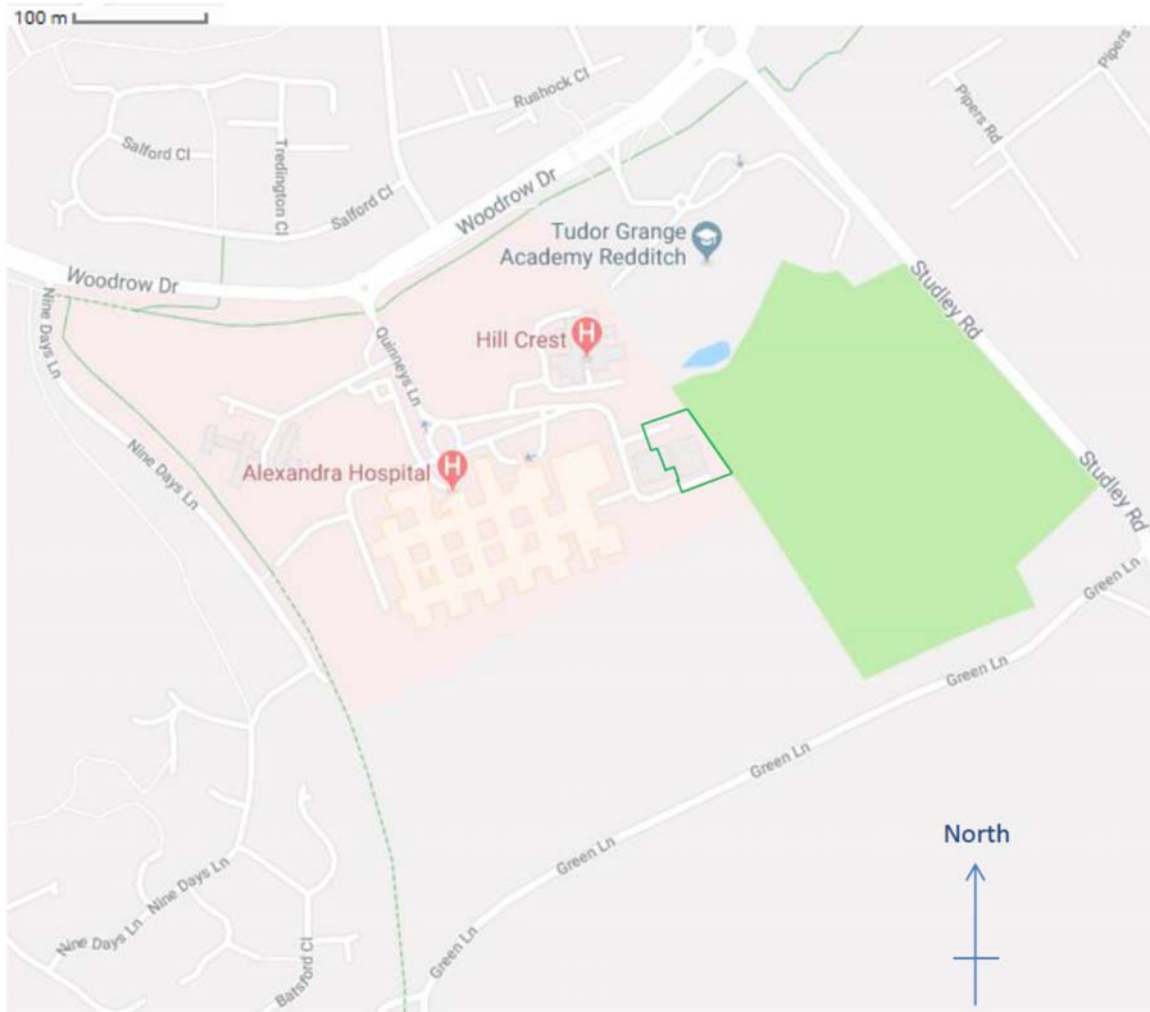 100 m
Rushock Cl
Pipers
Pipers Rd
Salford Cl
Tredington Cl
Salford Cl
Woodrow Dr
Tudor Grange
Academy Redditch
Woodrow Dr
Studley Rd
Nine Days Ln
Quinneys Ln
Hill Crest
H
Nine Days Ln
Alexandra Hospital
H
Studley Rd
Green Ln
Green Ln
Green Ln
North
Green Ln
Nine Days Ln
Nine Days Ln
Green Ln
Batsford Cl